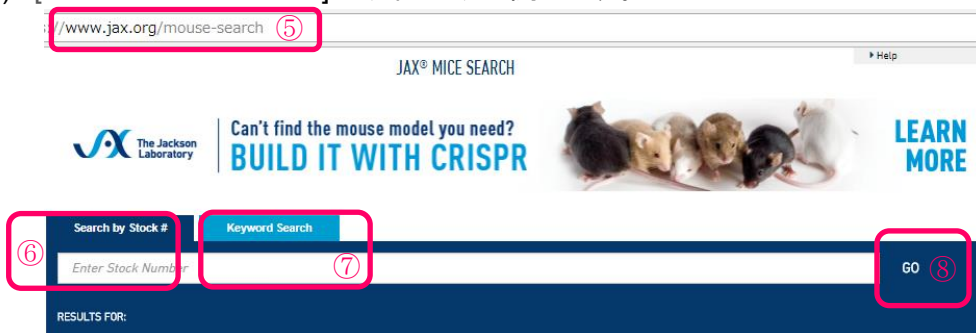 ://www.jax.org/mouse-search ⑤
JAX® MICE SEARCH
Help
The Jackson
Laboratory
Can't find the mouse model you need?
BUILD IT WITH CRISPR
LEARN
MORE
Search by Stock #
Keyword Search
⑥
Enter Stock Number
⑦
GO ⑧
RESULTS FOR: